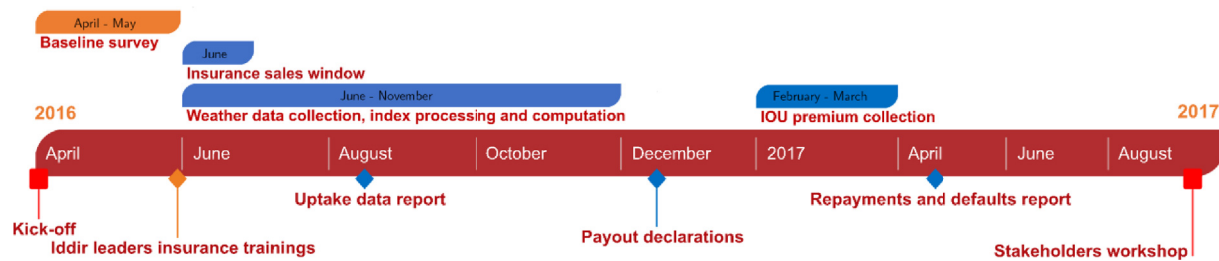 April - May
Baseline survey
June
Insurance sales window
June - November
Weather data collection, index processing and computation
February - March
IOU premium collection
2016
2017
April
June
August
October
December
2017
April
June
August
Kick-off
Iddir leaders insurance trainings
Uptake data report
Payout declarations
Repayments and defaults report
Stakeholders workshop